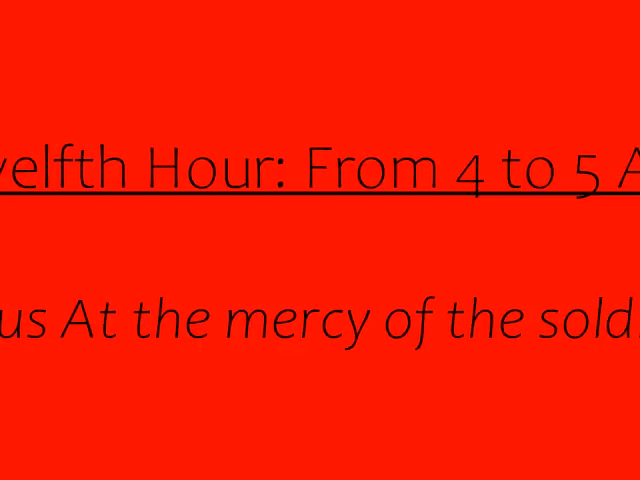 velfth Hour: From 4 to 5 A
us At the mercy of the sold